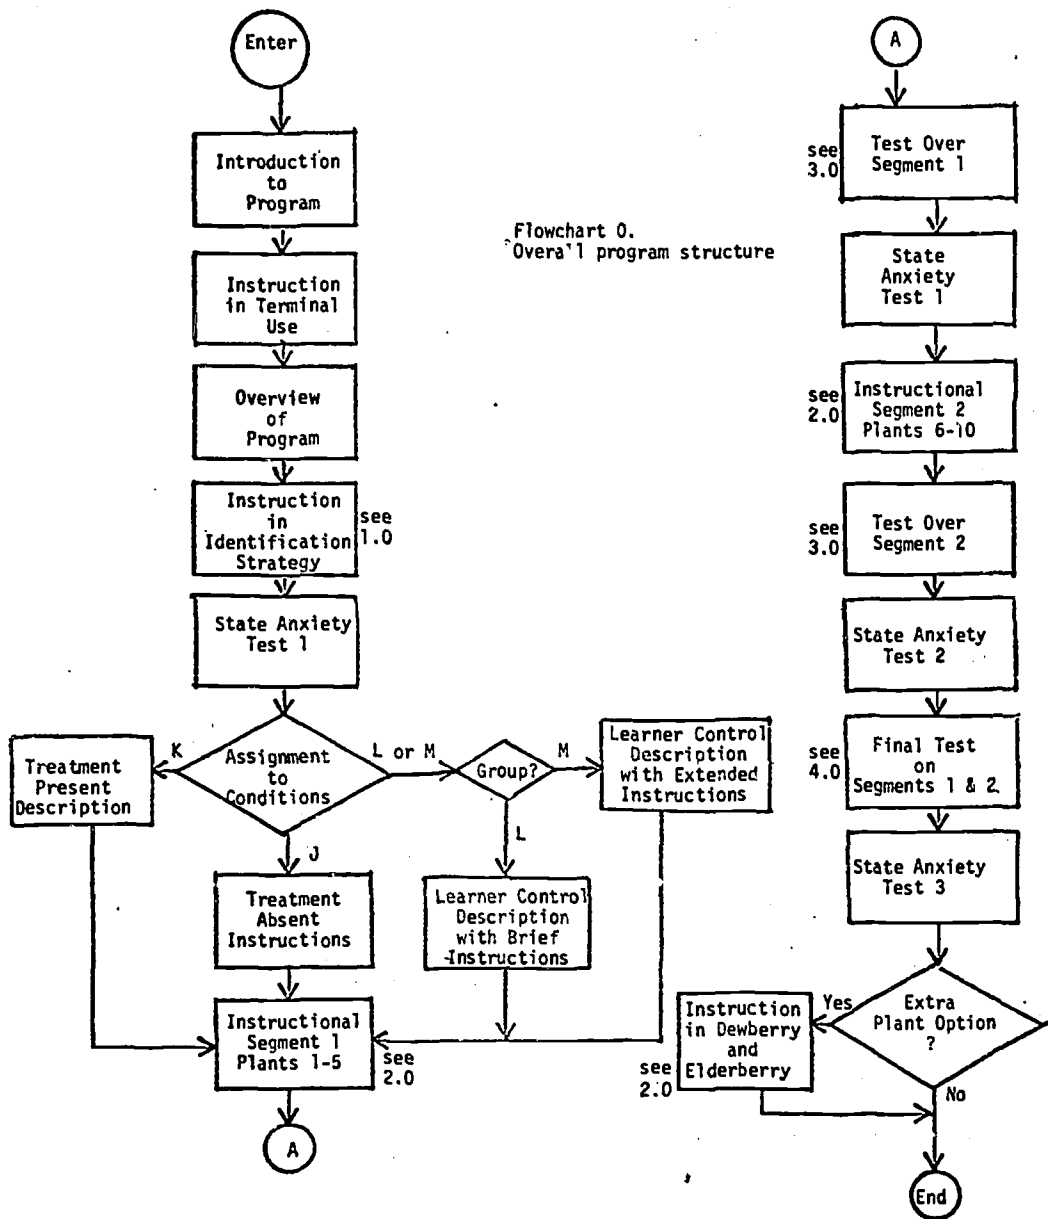 Enter
Introduction
to
Program
Instruction
in Terminal
Use
Overview
of
Program
Instruction
in
Identification
Strategy
see
1.0
State Anxiety
Test 1
Assignment
to
Conditions
K
Treatment
Present
Description
L or M
Group?
M
Learner Control
Description
with Extended
Instructions
L
Learner Control
Description
with Brief
Instructions
J
Treatment
Absent
Instructions
Instructional
Segment 1
Plants 1-5
see
2.0
A
Flowchart 0.
Overall program structure
A
see
3.0
Test Over
Segment 1
State
Anxiety
Test 1
see
2.0
Instructional
Segment 2
Plants 6-10
see
3.0
Test Over
Segment 2
State Anxiety
Test 2
see
4.0
Final Test
on
Segments 1 & 2
State Anxiety
Test 3
Extra
Plant Option
?
Yes
Instruction
in Dewberry
and
Elderberry
see
2.0
No
End